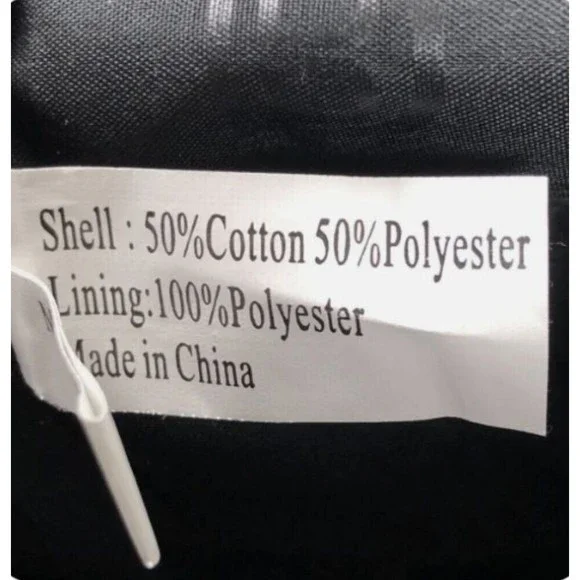 Shell : 50%Cotton 50%Polyester
Lining:100%Polyester
Made in China